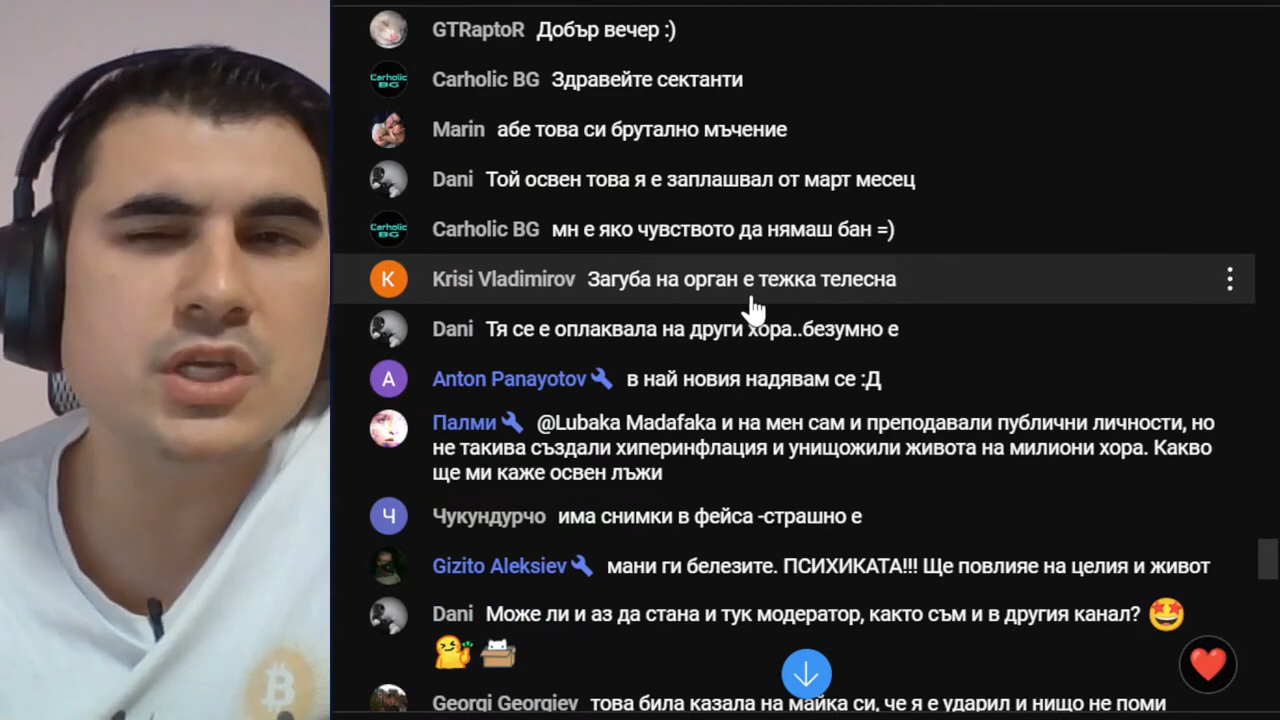 GTRaptoR Добър вечер :)
Carholic BG
Carholic BG Здравейте сектанти
Marin абе това си брутално мъчение
Dani Той освен това я е заплашвал от март месец
Carholic BG
Carholic BG мн е яко чувството да нямаш бан =)
K
Krisi Vladimirov Загуба на орган е тежка телесна
Dani Тя се е оплаквала на други хора..безумно е
A
Anton Panayotov в най новия надявам се :Д
Палми @Lubaka Madafaka и на мен сам и преподавали публични личности, но
не такива създали хиперинфлация и унищожили живота на милиони хора. Какво
ще ми каже освен лъжи
Ч
Чукундурчо има снимки в фейса -страшно е
Gizito Aleksiev мани ги белезите. ПСИХИКАТА!!! Ще повлияе на целия и живот
Dani Може ли и аз да стана и тук модератор, както съм и в другия канал?
Georgi Georgiev това била казала на майка си, че я е ударил и нищо не поми
B